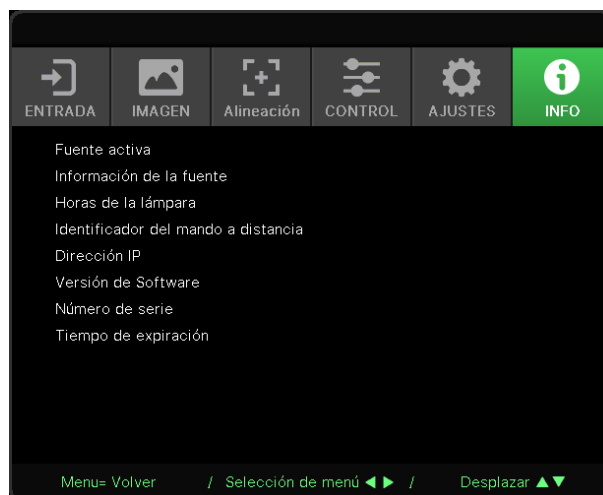 ENTRADA IMAGEN Alineación CONTROL AJUSTES INFO
Fuente activa
Información de la fuente
Horas de la lámpara
Identificador del mando a distancia
Dirección IP
Versión de Software
Número de serie
Tiempo de expiración
Menu= Volver / Selección de menú ◀ ▶ / Desplazar ▲▼